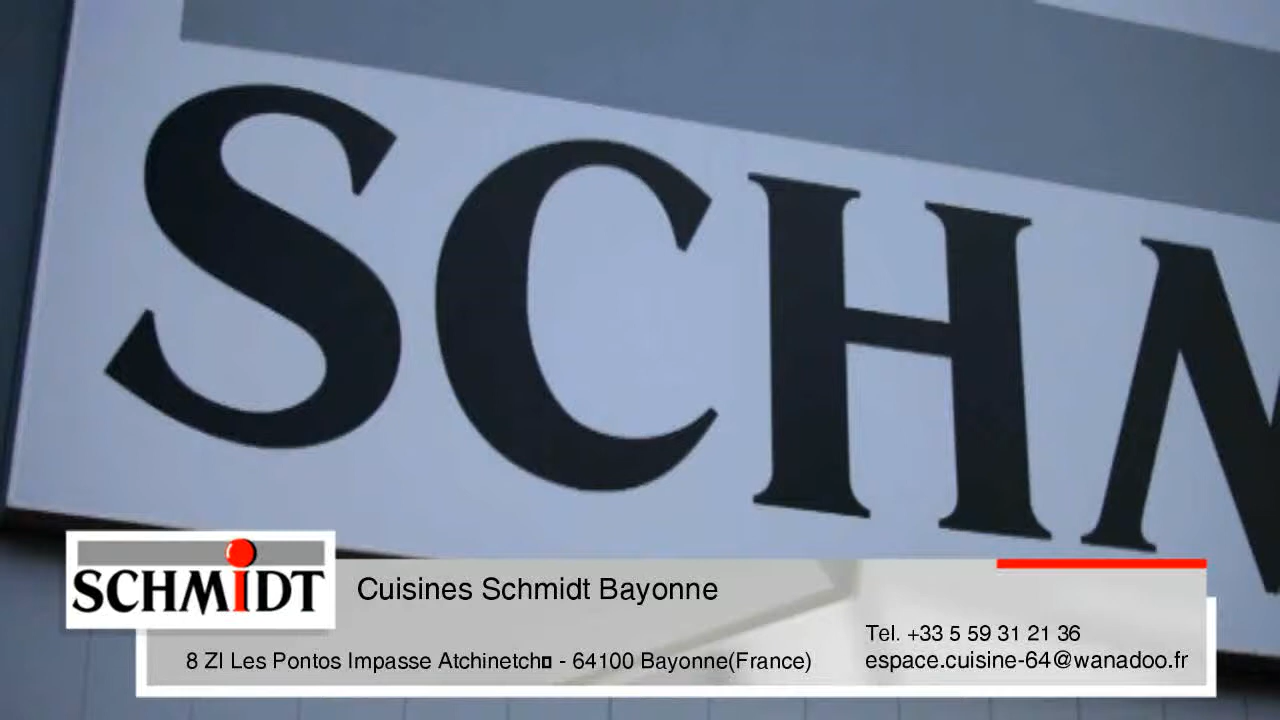 SCHM
SCHMIDT
Cuisines Schmidt Bayonne
Tel. +33 5 59 31 21 36
8 ZI Les Pontos Impasse Atchinetch� - 64100 Bayonne(France)
espace.cuisine-64@wanadoo.fr